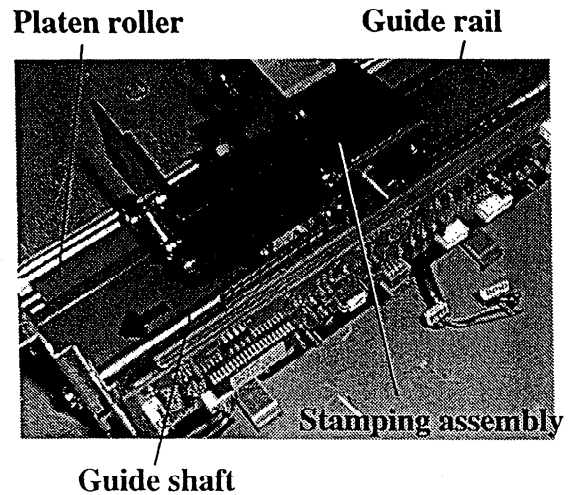 Platen roller
Guide rail
Stamping assembly
Guide shaft